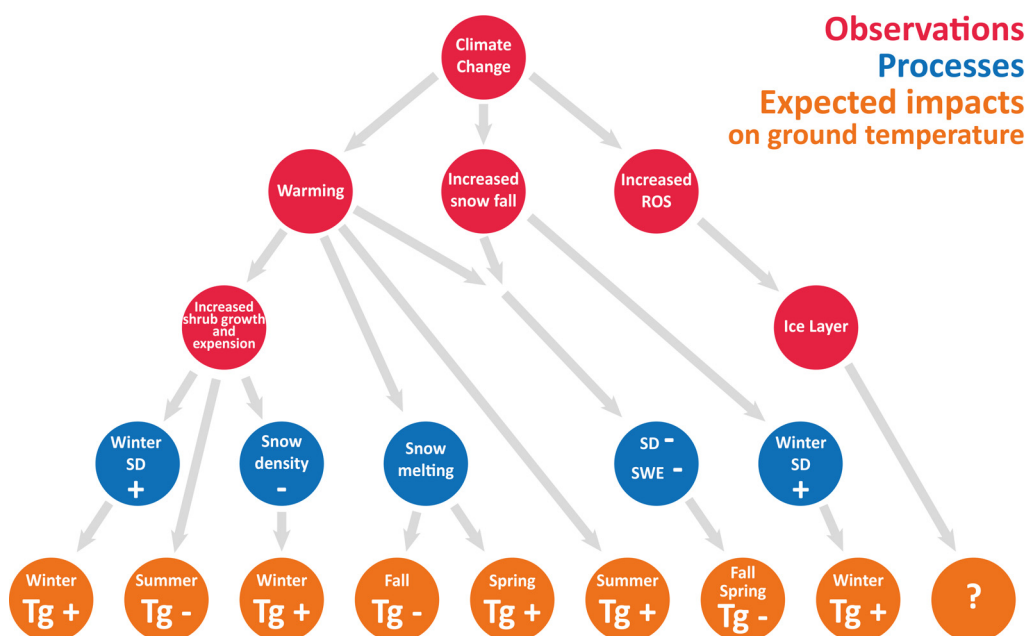 Observations
Processes
Expected impacts
on ground temperature
Climate
Change
Warming
Increased
snow fall
Increased
ROS
Increased
shrub growth
and
expension
Ice Layer
Winter
SD
+
Snow
density
-
Snow
melting
SD -
SWE -
Winter
SD
+
Winter
Tg +
Summer
Tg -
Winter
Tg +
Fall
Tg -
Spring
Tg +
Summer
Tg +
Fall
Spring
Tg -
Winter
Tg +
?